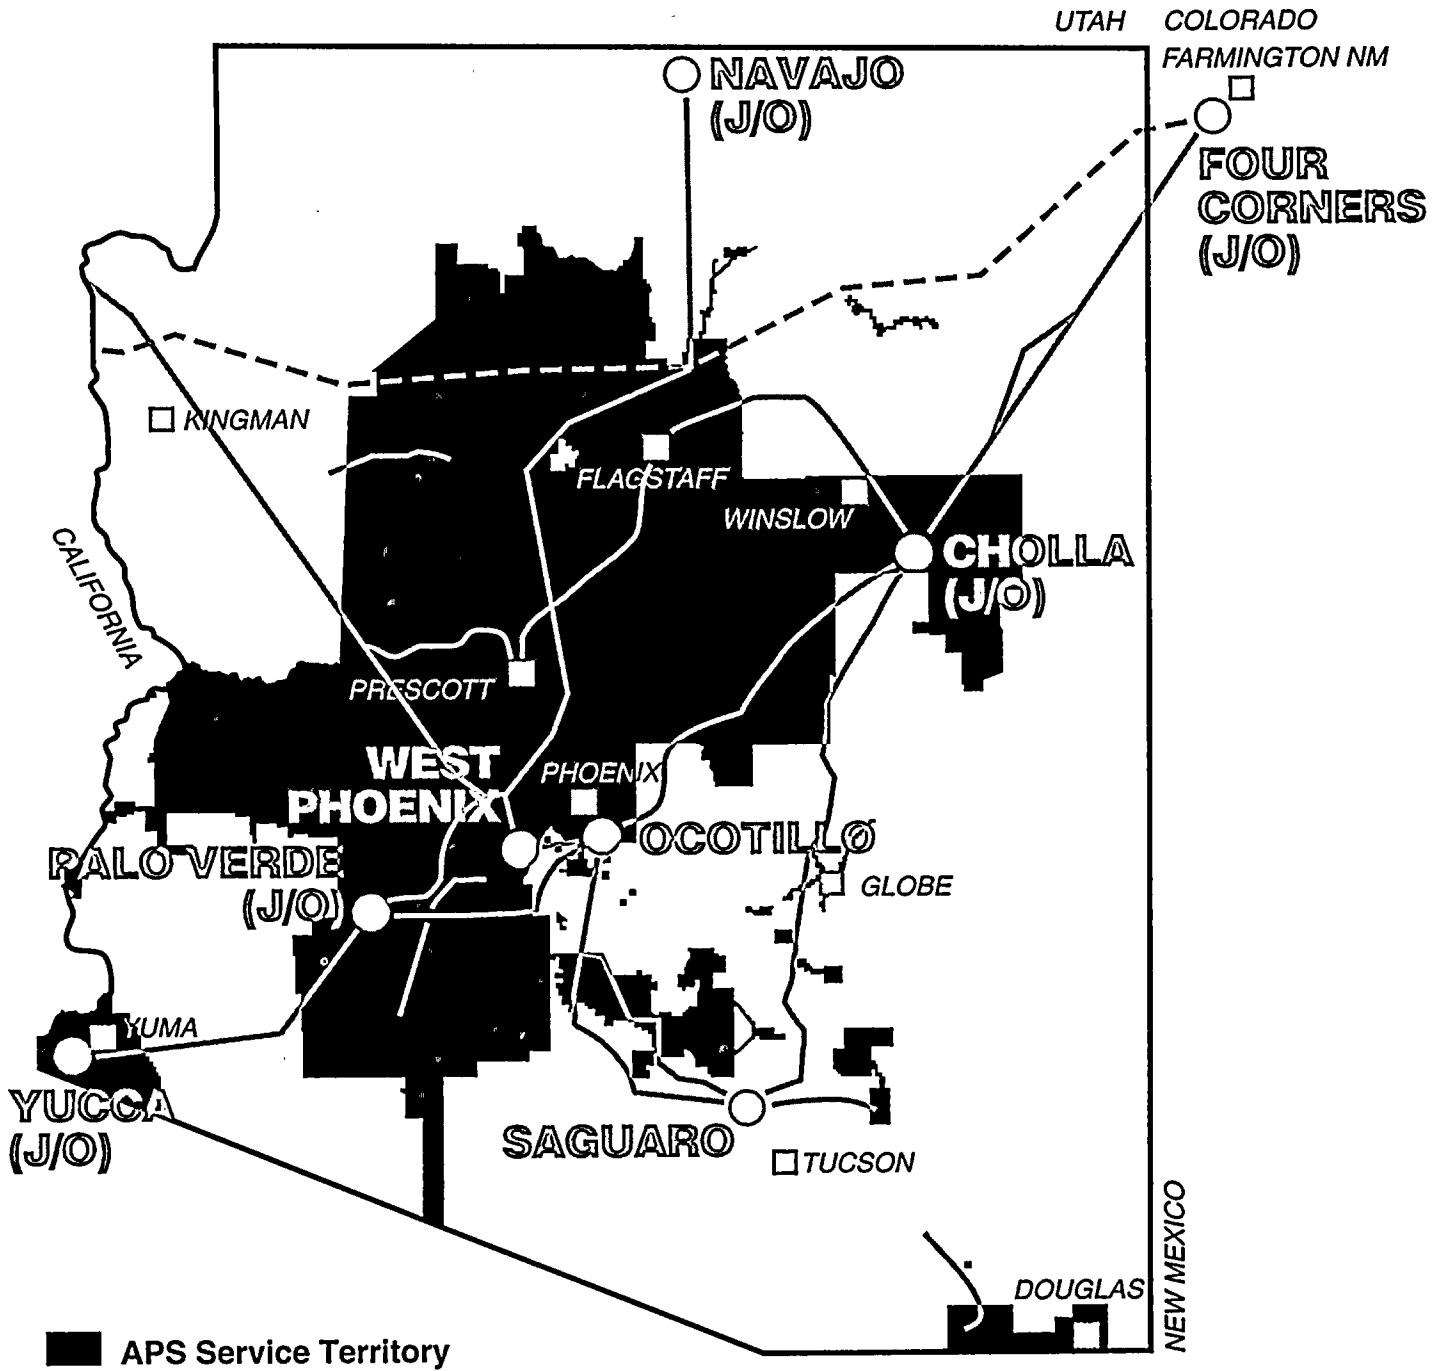 UTAH COLORADO
FARMINGTON NM
NAVAJO
(J/O)
FOUR
CORNERS
(J/O)
KINGMAN
FLAGSTAFF
WINSLOW
CALIFORNIA
CHOLLA
(J/O)
PRESCOTT
WEST
PHOENIX
PHOENIX
PALO VERDE
(J/O)
OCOTILLO
GLOBE
YUMA
YUCCA
(J/O)
SAGUARO
TUCSON
NEW MEXICO
DOUGLAS
APS Service Territory